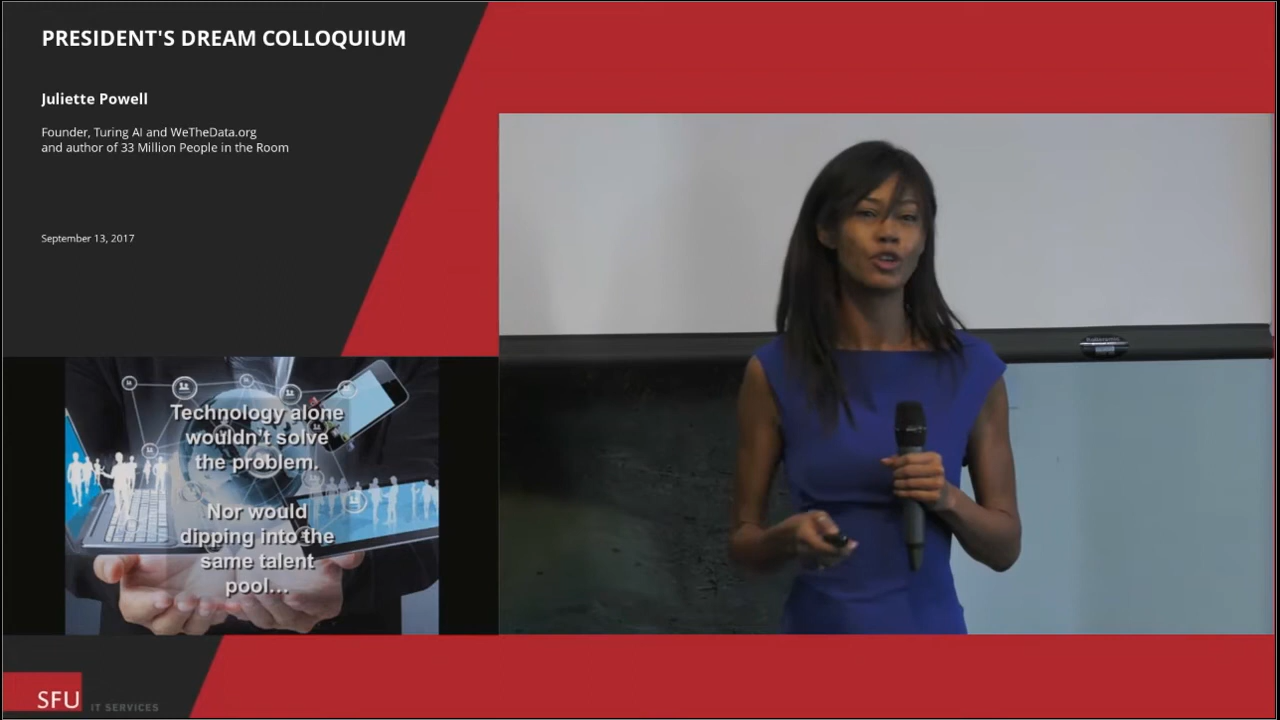 PRESIDENT'S DREAM COLLOQUIUM
Juliette Powell
Founder, Turing AI and WeTheData.org
and author of 33 Million People in the Room
September 13, 2017
Technology alone
wouldn't solve
the problem.
Nor would
dipping into the
same talent
pool...
SFU IT SERVICES